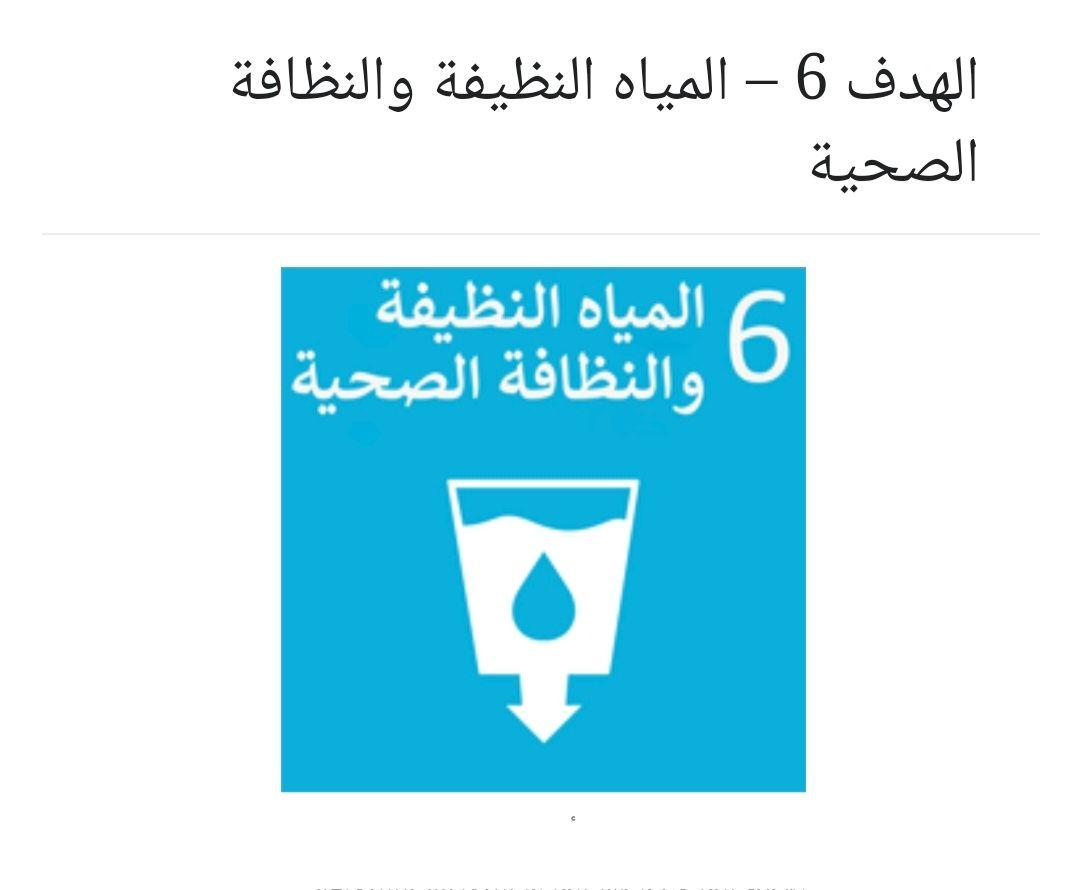 الهدف 6 – المياه النظيفة والنظافة
الصحية
6 المياه النظيفة
والنظافة الصحية